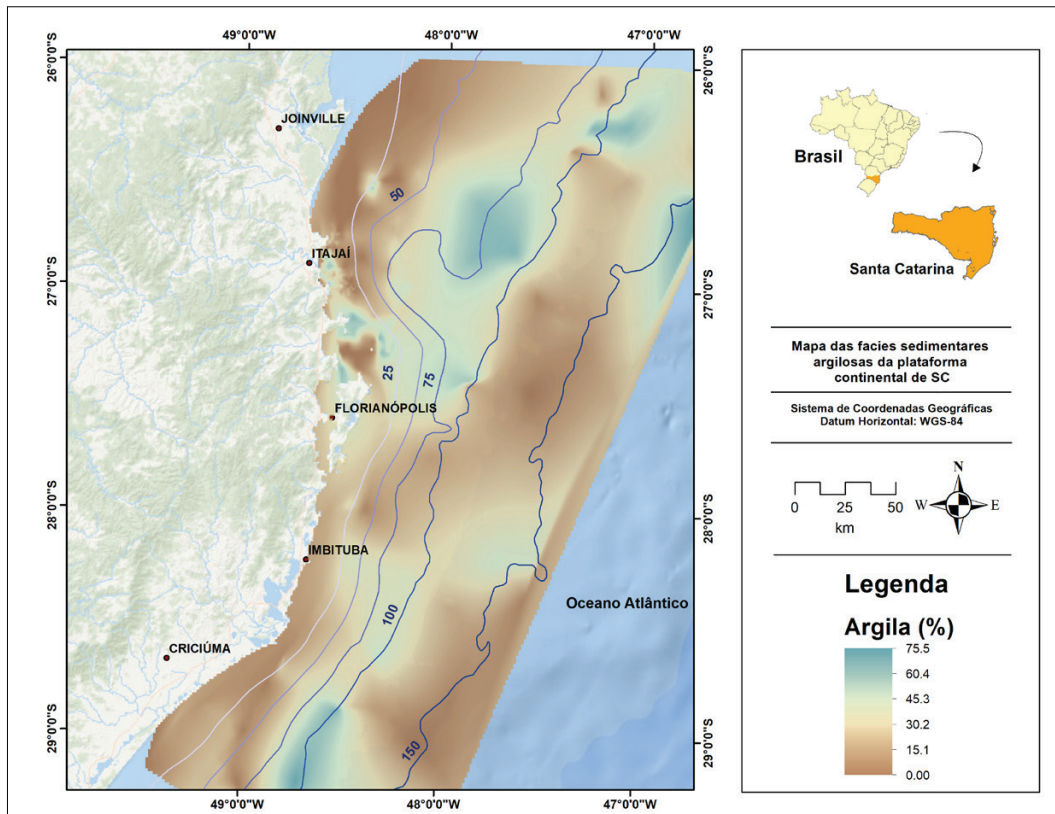 49°0'0"W
48°0'0"W
47°0'0"W
26°0'0"S
26°0'0"S
JOINVILLE
50
ITAJAÍ
27°0'0"S
27°0'0"S
25
75
FLORIANÓPOLIS
28°0'0"S
28°0'0"S
IMBITUBA
Oceano Atlântico
100
CRICIÚMA
29°0'0"S
29°0'0"S
150
49°0'0"W
48°0'0"W
47°0'0"W
Brasil
Santa Catarina
Mapa das facies sedimentares
argilosas da plataforma
continental de SC
Sistema de Coordenadas Geográficas
Datum Horizontal: WGS-84
N
W
E
S
0 25 50
km
Legenda
Argila (%)
75.5
60.4
45.3
30.2
15.1
0.00